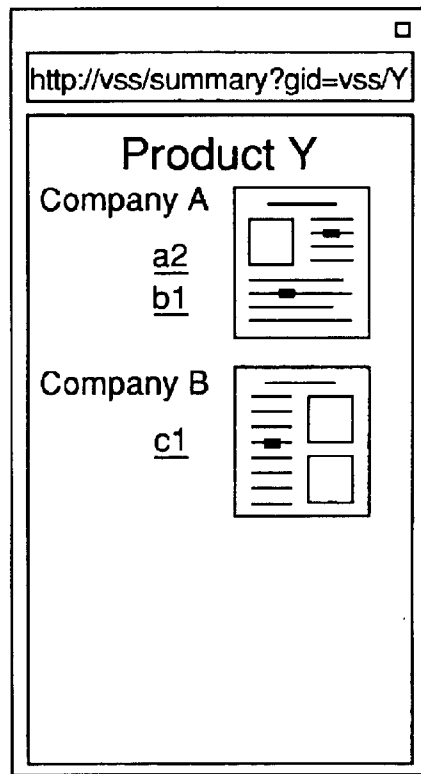 http://vss/summary?gid=vss/Y
Product Y
Company A
a2
b1
Company B
c1